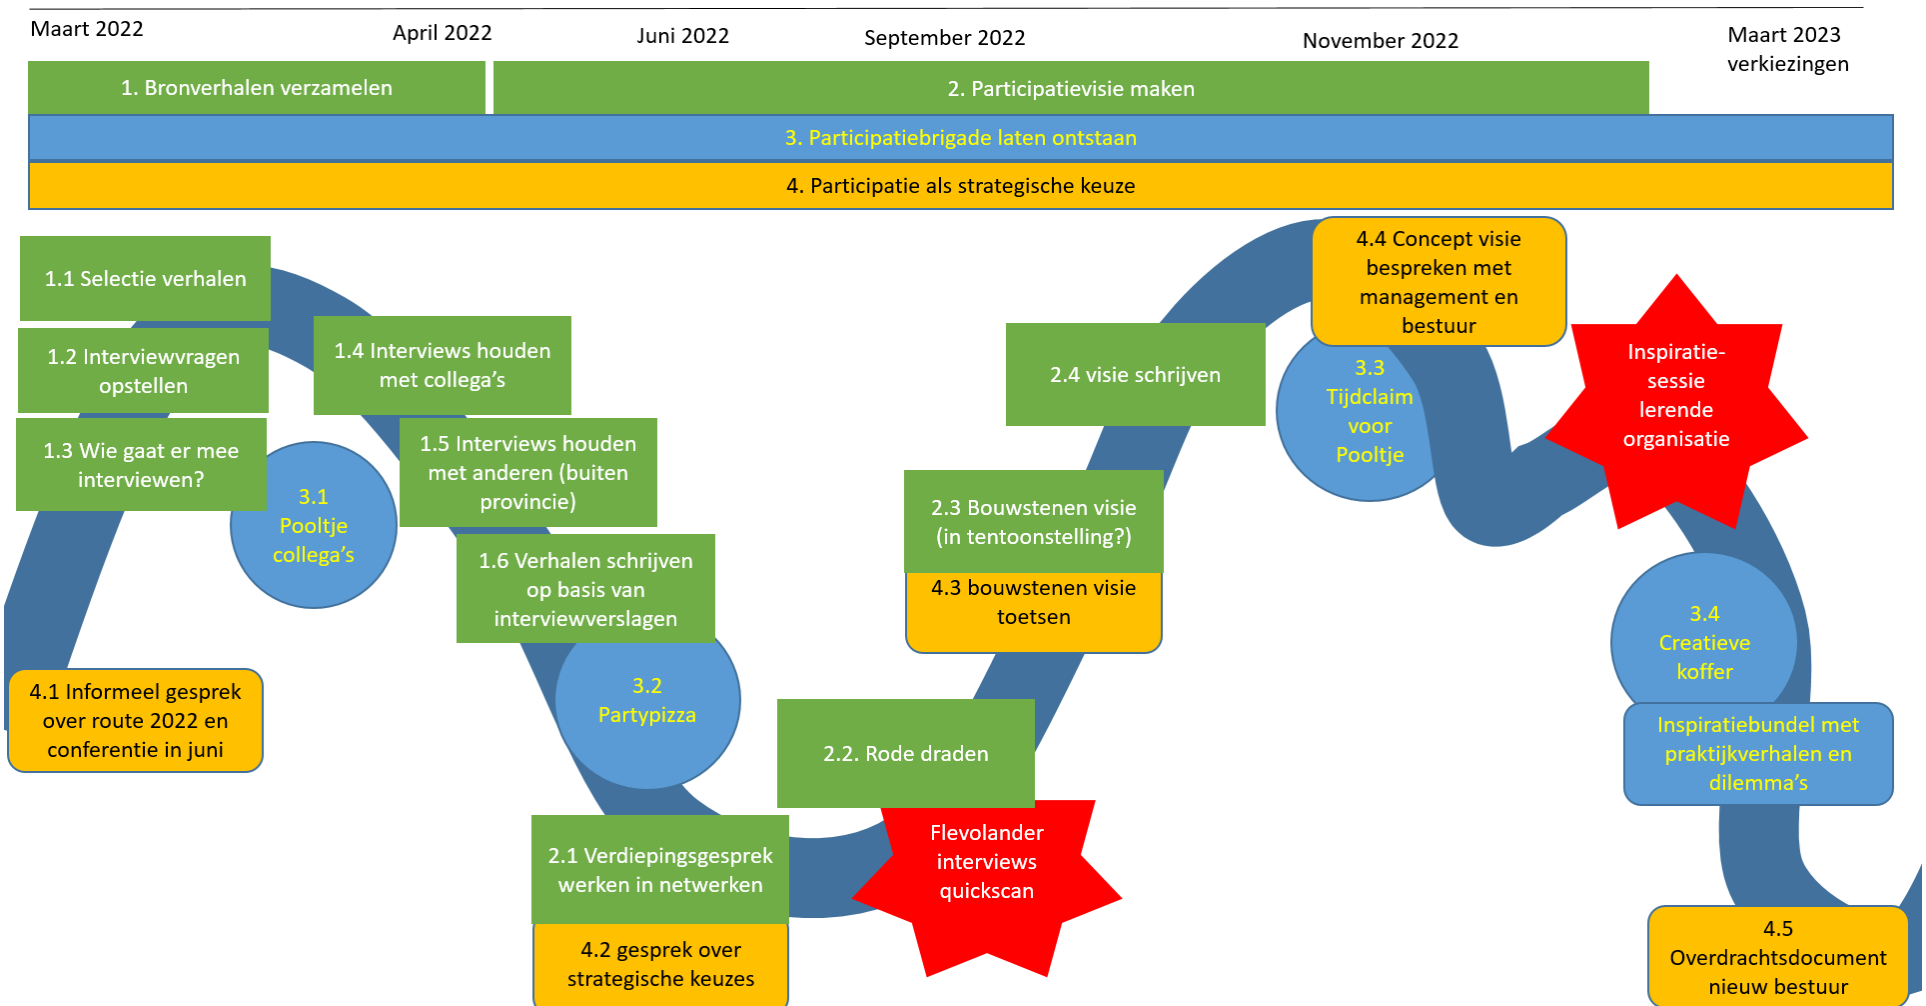 Maart 2022
April 2022
Juni 2022
September 2022
November 2022
Maart 2023
verkiezingen
1. Bronverhalen verzamelen
2. Participatievisie maken
3. Participatiebrigade laten ontstaan
4. Participatie als strategische keuze
1.1 Selectie verhalen
1.2 Interviewvragen
opstellen
1.3 Wie gaat er mee
interviewen?
3.1
Pooltje
collega's
4.1 Informeel gesprek
over route 2022 en
conferentie in juni
1.4 Interviews houden
met collega's
1.5 Interviews houden
met anderen (buiten
provincie)
1.6 Verhalen schrijven
op basis van
interviewverslagen
3.2
Partypizza
2.1 Verdiepingsgesprek
werken in netwerken
4.2 gesprek over
strategische keuzes
2.2. Rode draden
Flevolander
interviews
quickscan
2.3 Bouwstenen visie
(in tentoonstelling?)
4.3 bouwstenen visie
toetsen
2.4 visie schrijven
4.4 Concept visie
bespreken met
management en
bestuur
3.3
Tijdclaim
voor
Pooltje
Inspiratie-
sessie
lerende
organisatie
3.4
Creatieve
koffer
Inspiratiebundel met
praktijkverhalen en
dilemma's
4.5
Overdrachtsdocument
nieuw bestuur